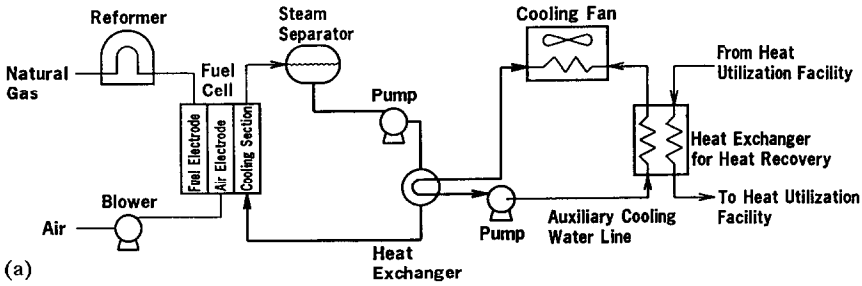 Reformer
Natural
Gas
Fuel
Cell
Fuel Electrode
Air Electrode
Cooling Section
Blower
Air
(a)
Steam
Separator
Pump
Heat
Exchanger
Cooling Fan
Pump
Auxiliary Cooling
Water Line
From Heat
Utilization Facility
Heat Exchanger
for Heat Recovery
To Heat Utilization
Facility